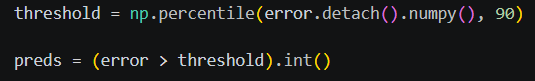 threshold = np.percentile(error.detach().numpy(), 90)
preds = (error > threshold).int()